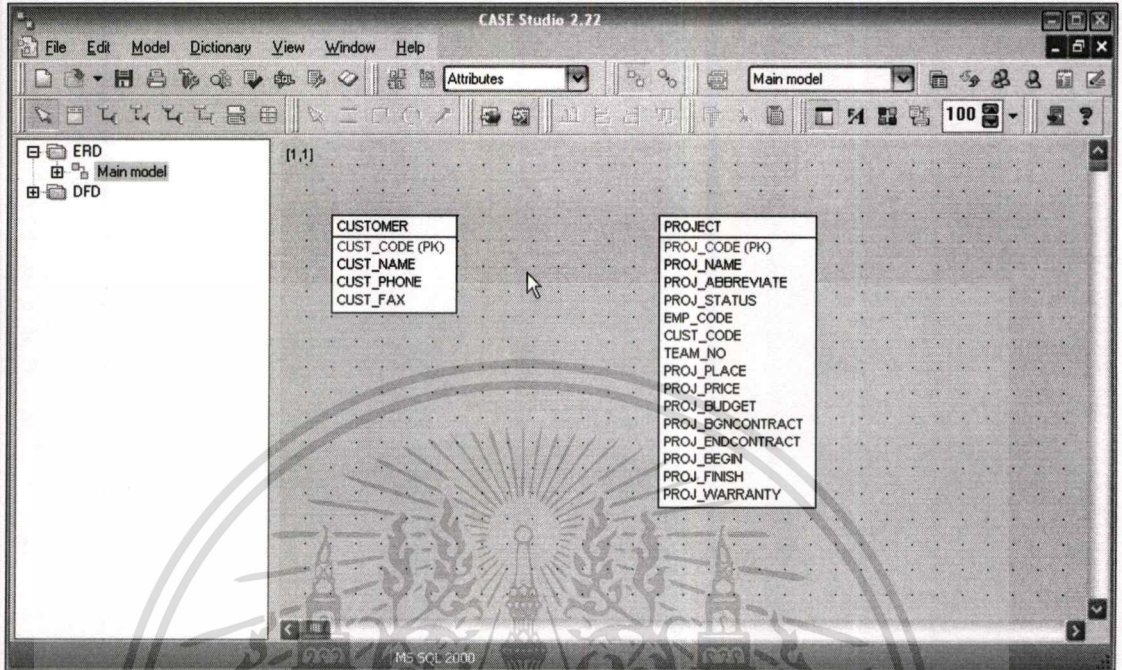 CASE Studio 2.22
File Edit Model Dictionary View Window Help
Attributes Main model
100 ?
ERD
Main model
DFD
[1,1]
CUSTOMER
CUST_CODE (PK)
CUST_NAME
CUST_PHONE
CUST_FAX
PROJECT
PROJ_CODE (PK)
PROJ_NAME
PROJ_ABBREVIATE
PROJ_STATUS
EMP_CODE
CUST_CODE
TEAM_NO
PROJ_PLACE
PROJ_PRICE
PROJ_BUDGET
PROJ_BGNCONTRACT
PROJ_ENDCONTRACT
PROJ_BEGIN
PROJ_FINISH
PROJ_WARRANTY
MS SQL 2000